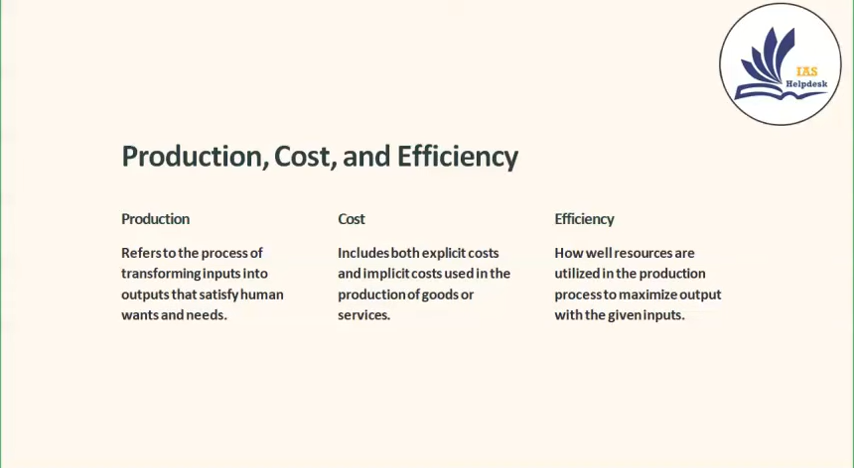 IAS
Helpdesk
Production, Cost, and Efficiency
Production
Refers to the process of
transforming inputs into
outputs that satisfy human
wants and needs.
Cost
Includes both explicit costs
and implicit costs used in the
production of goods or
services.
Efficiency
How well resources are
utilized in the production
process to maximize output
with the given inputs.